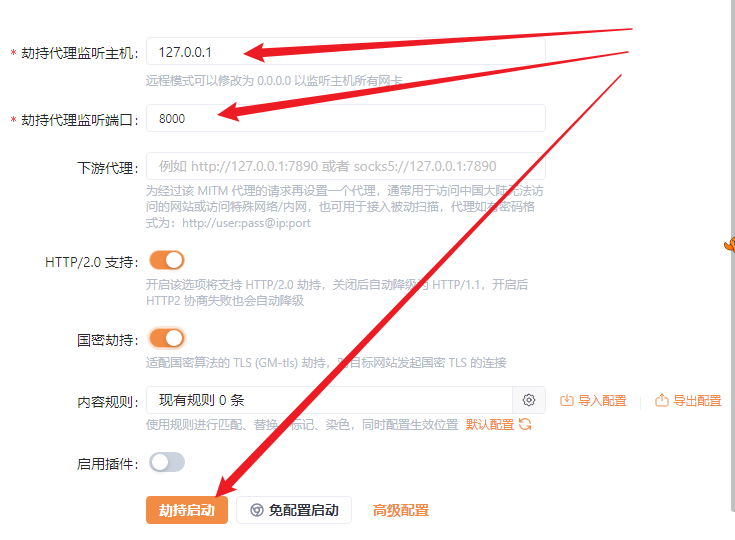 * 劫持代理监听主机： 127.0.0.1
远程模式可以修改为 0.0.0.0 以监听主机所有网卡
* 劫持代理监听端口： 8000
下游代理： 例如 http://127.0.0.1:7890 或者 socks5://127.0.0.1:7890
为经过该 MITM 代理的请求再设置一个代理，通常用于访问中国大陆无法访
问的网站或访问特殊网络/内网，也可用于接入被动扫描，代理如有密码格
式为：http://user:pass@ip:port
HTTP/2.0 支持：
开启该选项将支持 HTTP/2.0 劫持，关闭后自动降级为 HTTP/1.1，开启后
HTTP2 协商失败也会自动降级
国密劫持：
适配国密算法的 TLS (GM-tls) 劫持，对目标网站发起国密 TLS 的连接
内容规则： 现有规则 0 条 导入配置 导出配置
使用规则进行匹配、替换、标记、染色，同时配置生效位置 默认配置
启用插件：
劫持启动 免配置启动 高级配置